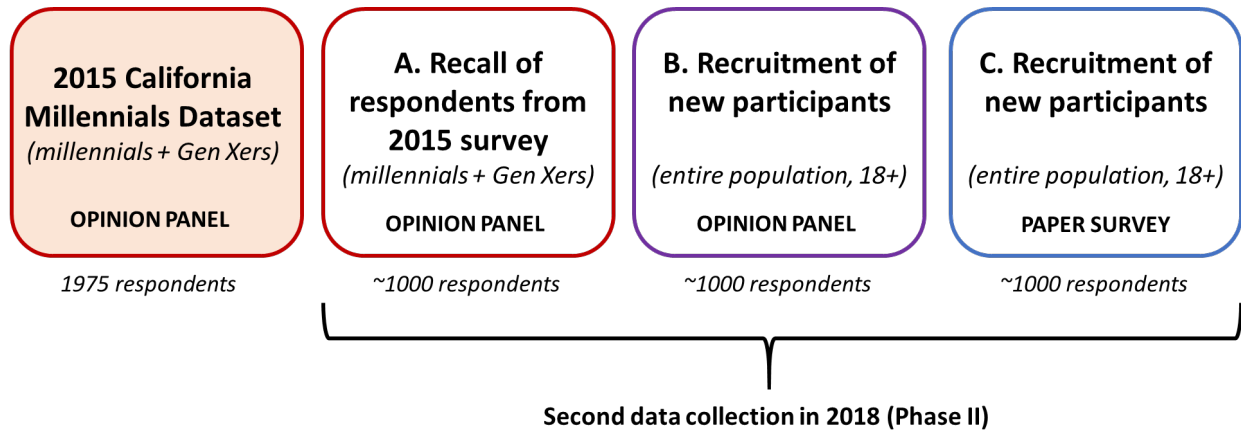 2015 California
Millennials Dataset
(millennials + Gen Xers)
OPINION PANEL
1975 respondents
A. Recall of
respondents from
2015 survey
(millennials + Gen Xers)
OPINION PANEL
~1000 respondents
B. Recruitment of
new participants
(entire population, 18+)
OPINION PANEL
~1000 respondents
C. Recruitment of
new participants
(entire population, 18+)
PAPER SURVEY
~1000 respondents
Second data collection in 2018 (Phase II)